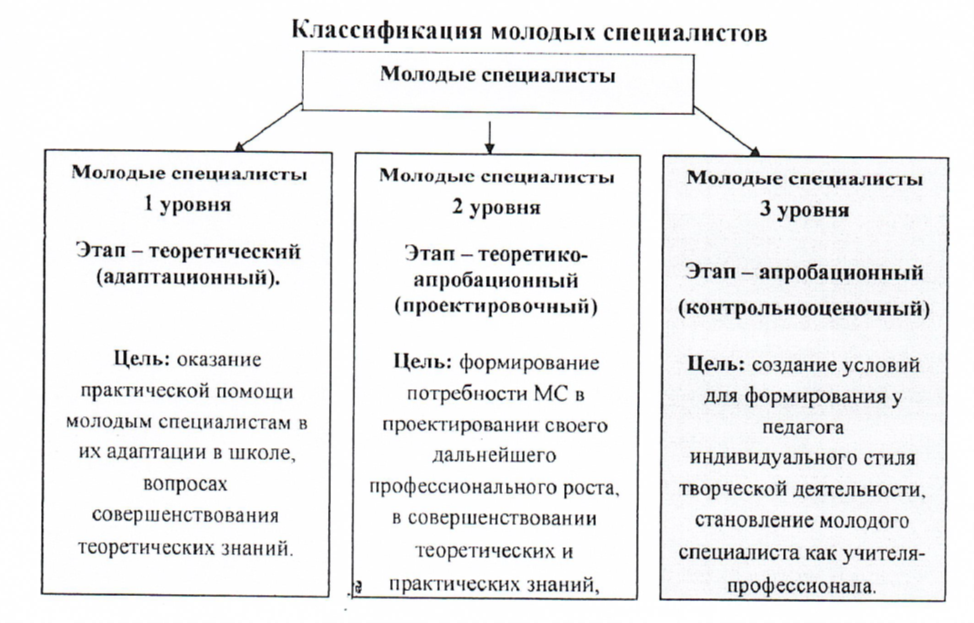 Классификация молодых специалистов
Молодые специалисты
Молодые специалисты
1 уровня
Этап – теоретический
(адаптационный).
Цель: оказание
практической помощи
молодым специалистам в
их адаптации в школе,
вопросах
совершенствования
теоретических знаний.
Молодые специалисты
2 уровня
Этап – теоретико-
апробационный
(проектировочный)
Цель: формирование
потребности МС в
проектировании своего
дальнейшего
профессионального роста,
в совершенствовании
теоретических и
практических знаний,
Молодые специалисты
3 уровня
Этап – апробационный
(контрольнооценочный)
Цель: создание условий
для формирования у
педагога
индивидуального стиля
творческой деятельности,
становление молодого
специалиста как учителя-
профессионала.